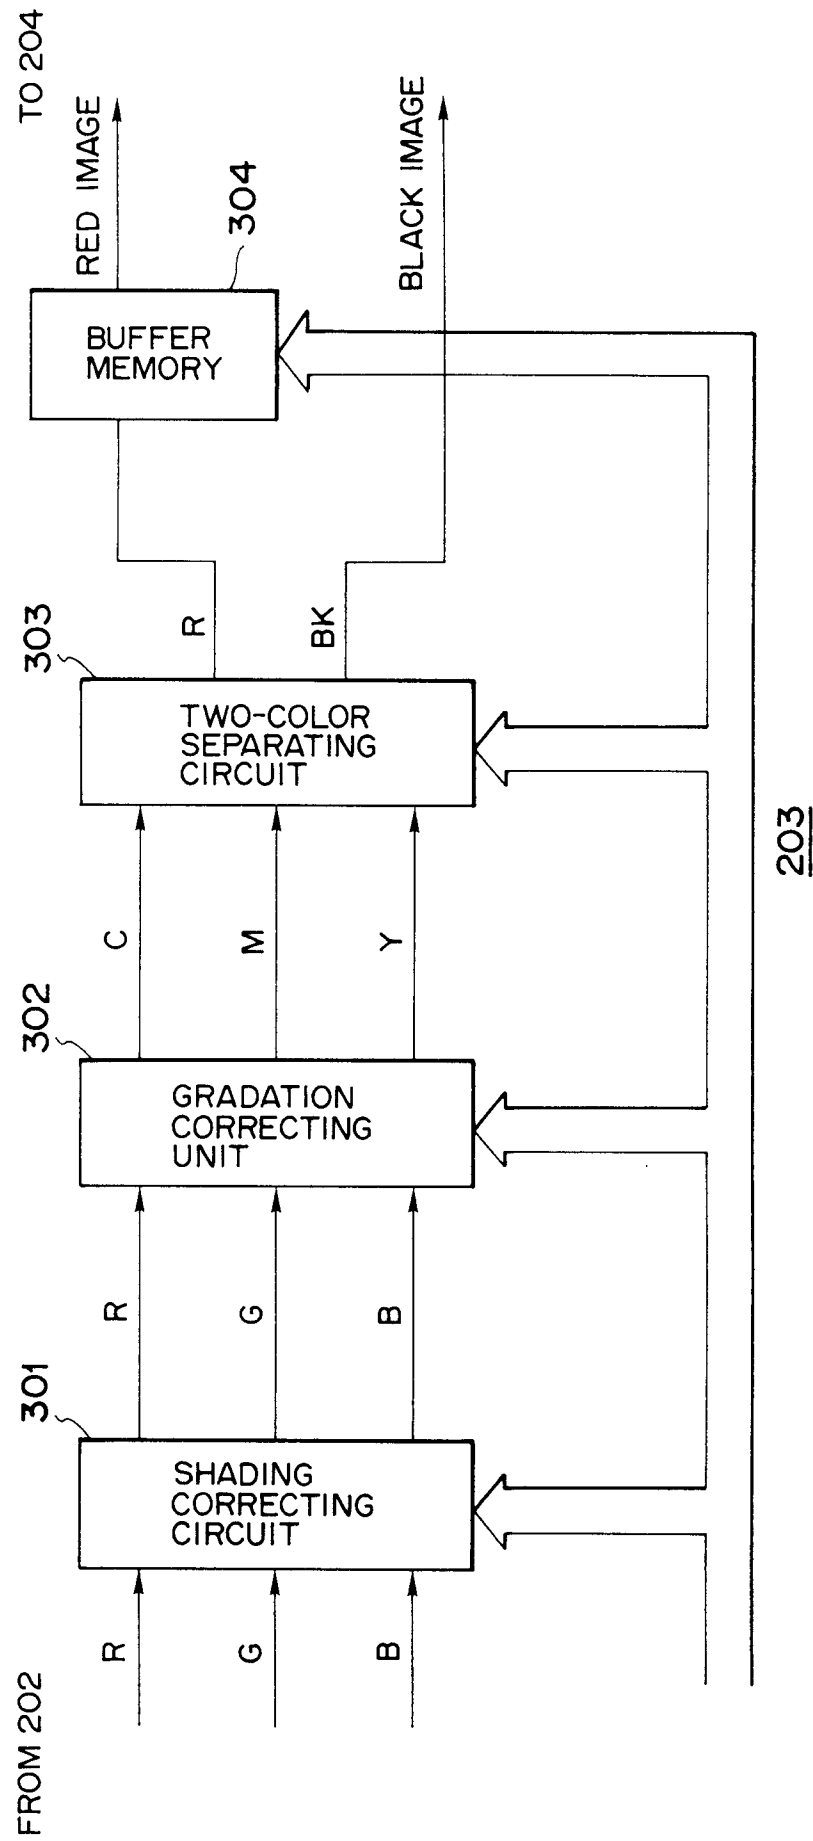 TO 204
RED IMAGE
304
BLACK IMAGE
BUFFER
MEMORY
303
R
BK
TWO-COLOR
SEPARATING
CIRCUIT
203
C
M
Y
302
GRADATION
CORRECTING
UNIT
R
G
B
301
SHADING
CORRECTING
CIRCUIT
R
G
B
FROM 202